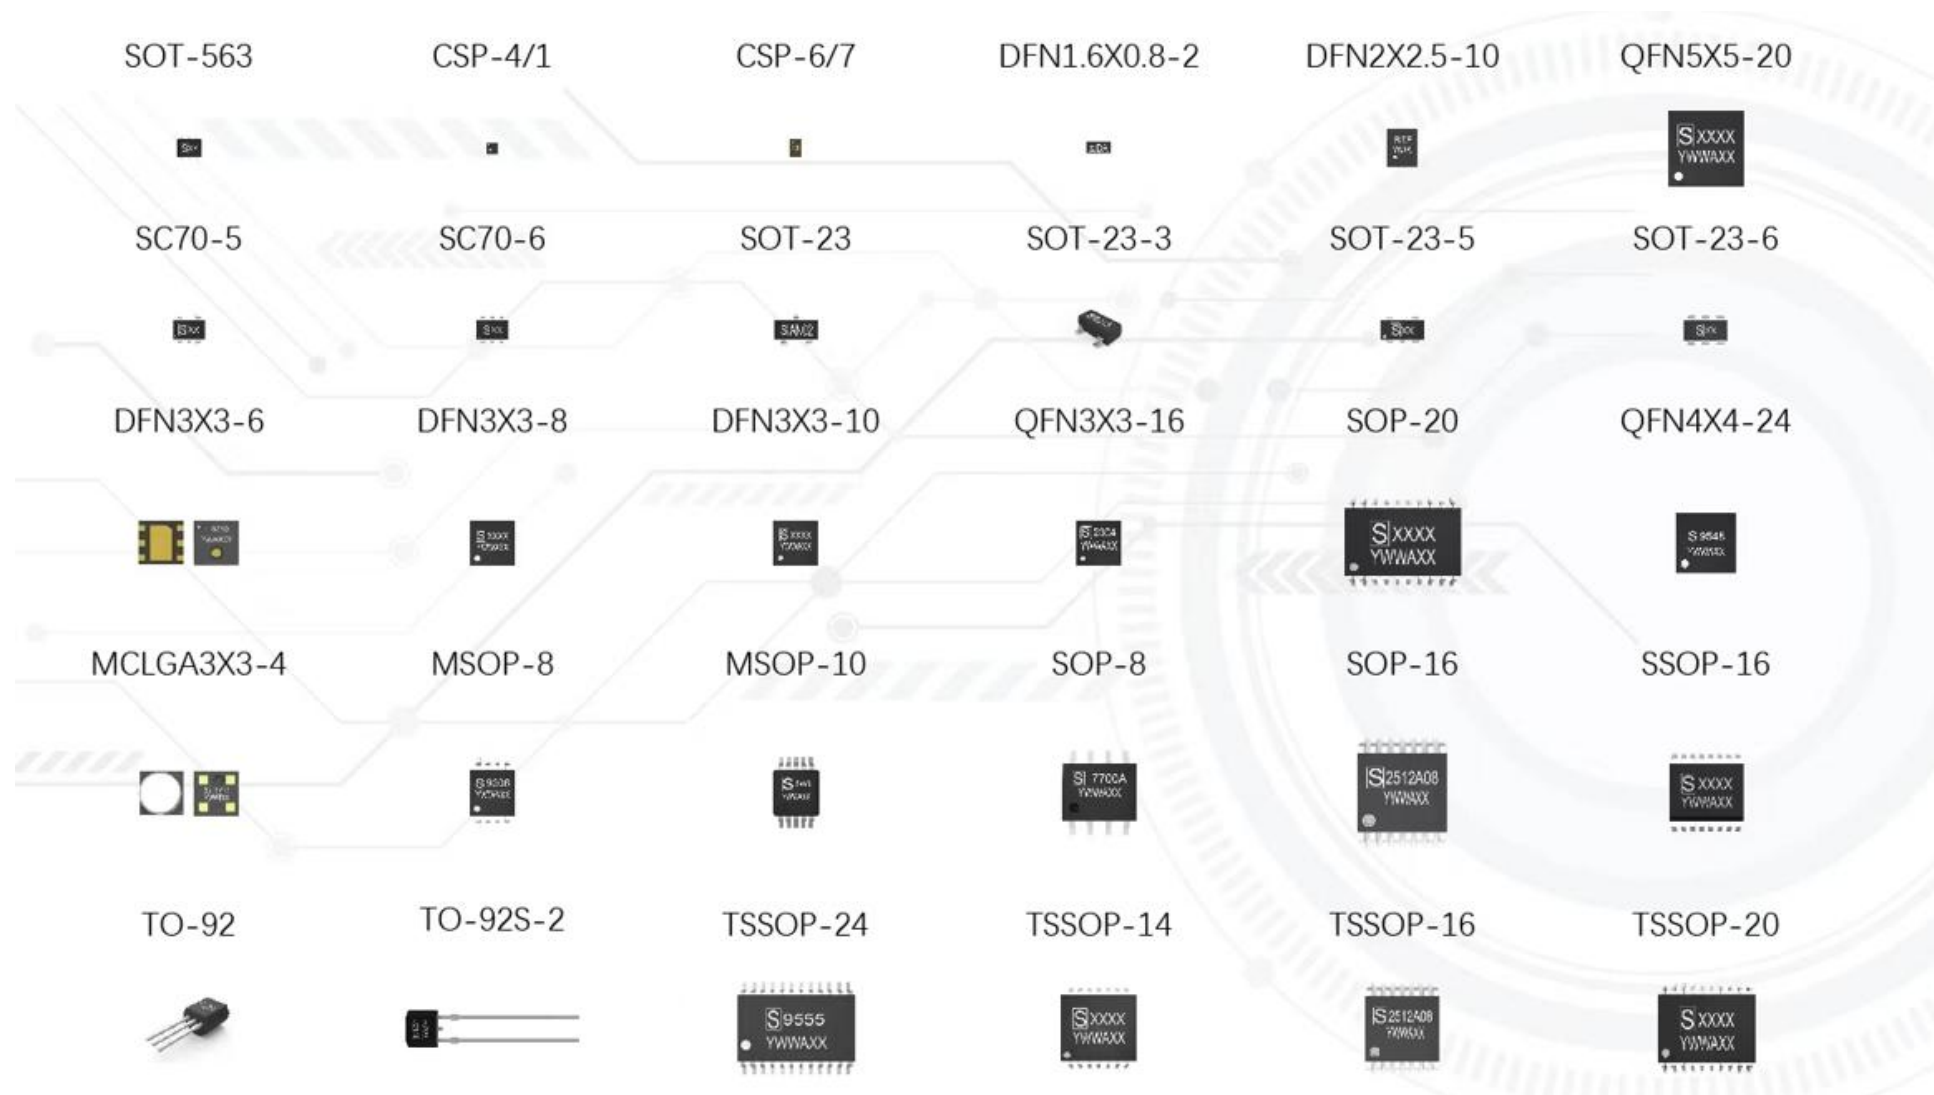 SOT-563 CSP-4/1 CSP-6/7 DFN1.6X0.8-2 DFN2X2.5-10 QFN5X5-20
S XXXX
YWWAXX
SC70-5 SC70-6 SOT-23 SOT-23-3 SOT-23-5 SOT-23-6
DFN3X3-6 DFN3X3-8 DFN3X3-10 QFN3X3-16 SOP-20 QFN4X4-24
S XXXX
YWWAXX
MCLGA3X3-4 MSOP-8 MSOP-10 SOP-8 SOP-16 SSOP-16
S 7700A S 2512A08 S XXXX
YWWAXX YWWAXX YWWAXX
TO-92 TO-92S-2 TSSOP-24 TSSOP-14 TSSOP-16 TSSOP-20
S 9555 S XXXX S 2512A08 S XXXX
YWWAXX YWWAXX YWWAXX YWWAXX